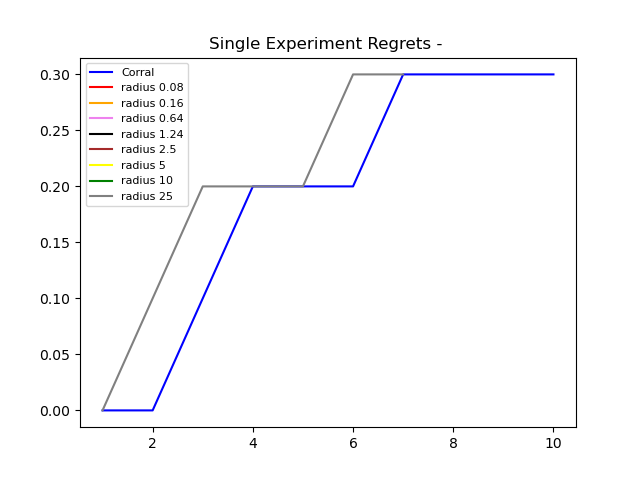 Single Experiment Regrets -
0.30
0.25
0.20
0.15
0.10
0.05
0.00
Corral
radius 0.08
radius 0.16
radius 0.64
radius 1.24
radius 2.5
radius 5
radius 10
radius 25
2 4 6 8 10